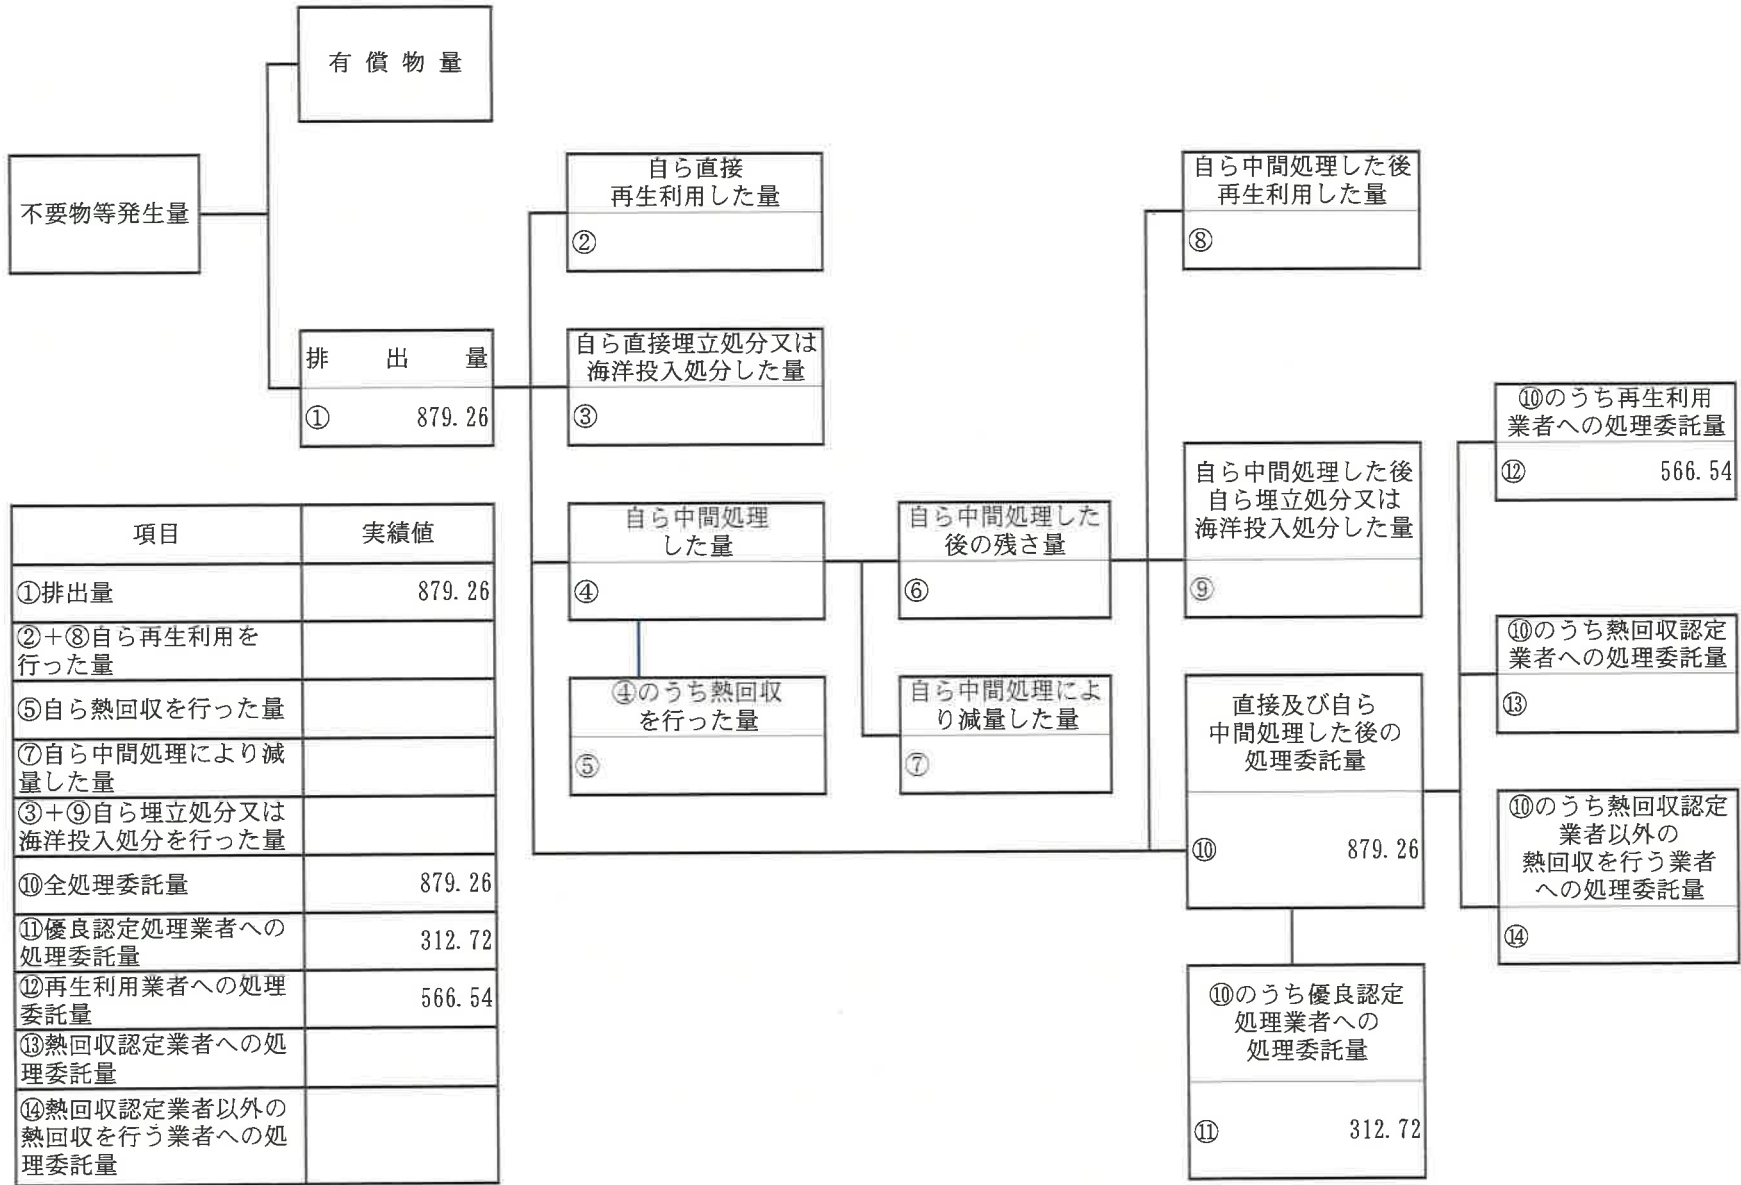 有償物量
不要物等発生量
排出量
① 879.26
自ら直接
再生利用した量
②
自ら直接埋立処分又は
海洋投入処分した量
③
自ら中間処理
した量
④
④のうち熱回収
を行った量
⑤
自ら中間処理した
後の残さ量
⑥
自ら中間処理によ
り減量した量
⑦
自ら中間処理した後
再生利用した量
⑧
自ら中間処理した後
自ら埋立処分又は
海洋投入処分した量
⑨
直接及び自ら
中間処理した後の
処理委託量
⑩ 879.26
⑩のうち優良認定
処理業者への
処理委託量
⑪ 312.72
⑩のうち再生利用
業者への処理委託量
⑫ 566.54
⑩のうち熱回収認定
業者への処理委託量
⑬
⑩のうち熱回収認定
業者以外の
熱回収を行う業者
への処理委託量
⑭
項目 実績値
①排出量 879.26
②+⑧自ら再生利用を
行った量
⑤自ら熱回収を行った量
⑦自ら中間処理により減
量した量
③+⑨自ら埋立処分又は
海洋投入処分を行った量
⑩全処理委託量 879.26
⑪優良認定処理業者への
処理委託量 312.72
⑫再生利用業者への処理
委託量 566.54
⑬熱回収認定業者への処
理委託量
⑭熱回収認定業者以外の
熱回収を行う業者への処
理委託量